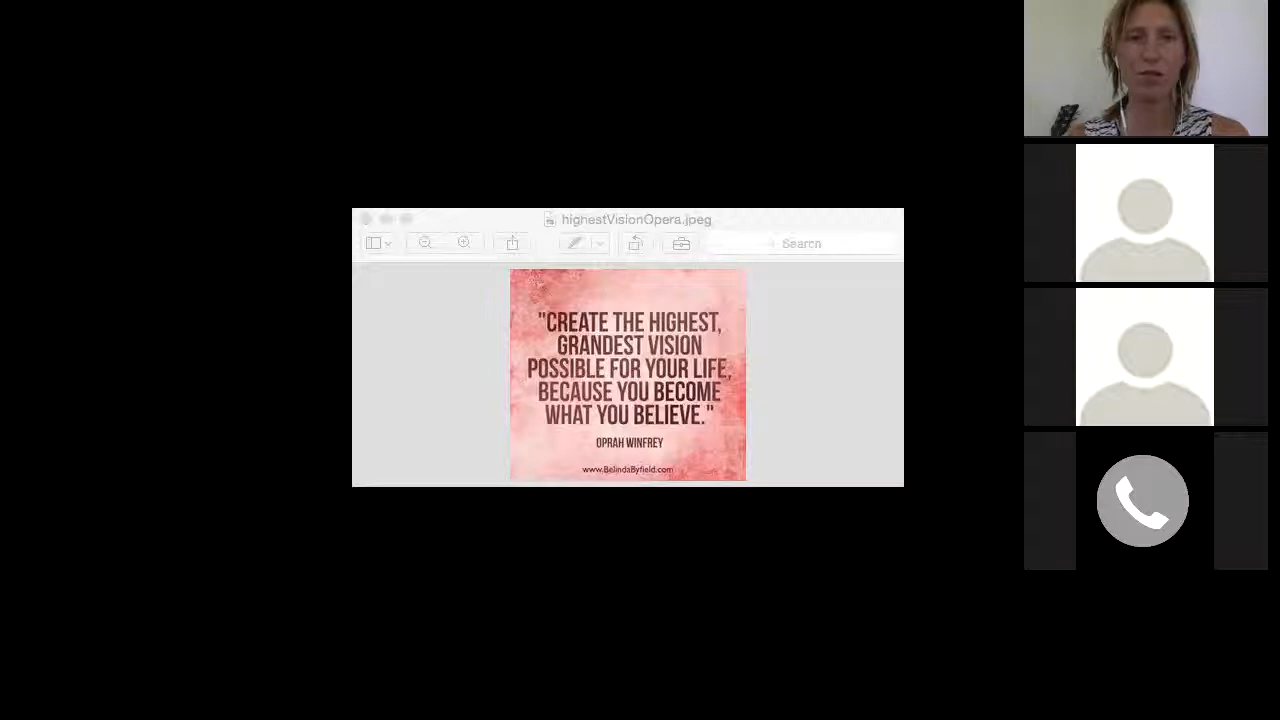 highestVisionOpera.jpeg
Search
"CREATE THE HIGHEST,
GRANDEST VISION
POSSIBLE FOR YOUR LIFE,
BECAUSE YOU BECOME
WHAT YOU BELIEVE."
OPRAH WINFREY
www.BelindaByfield.com